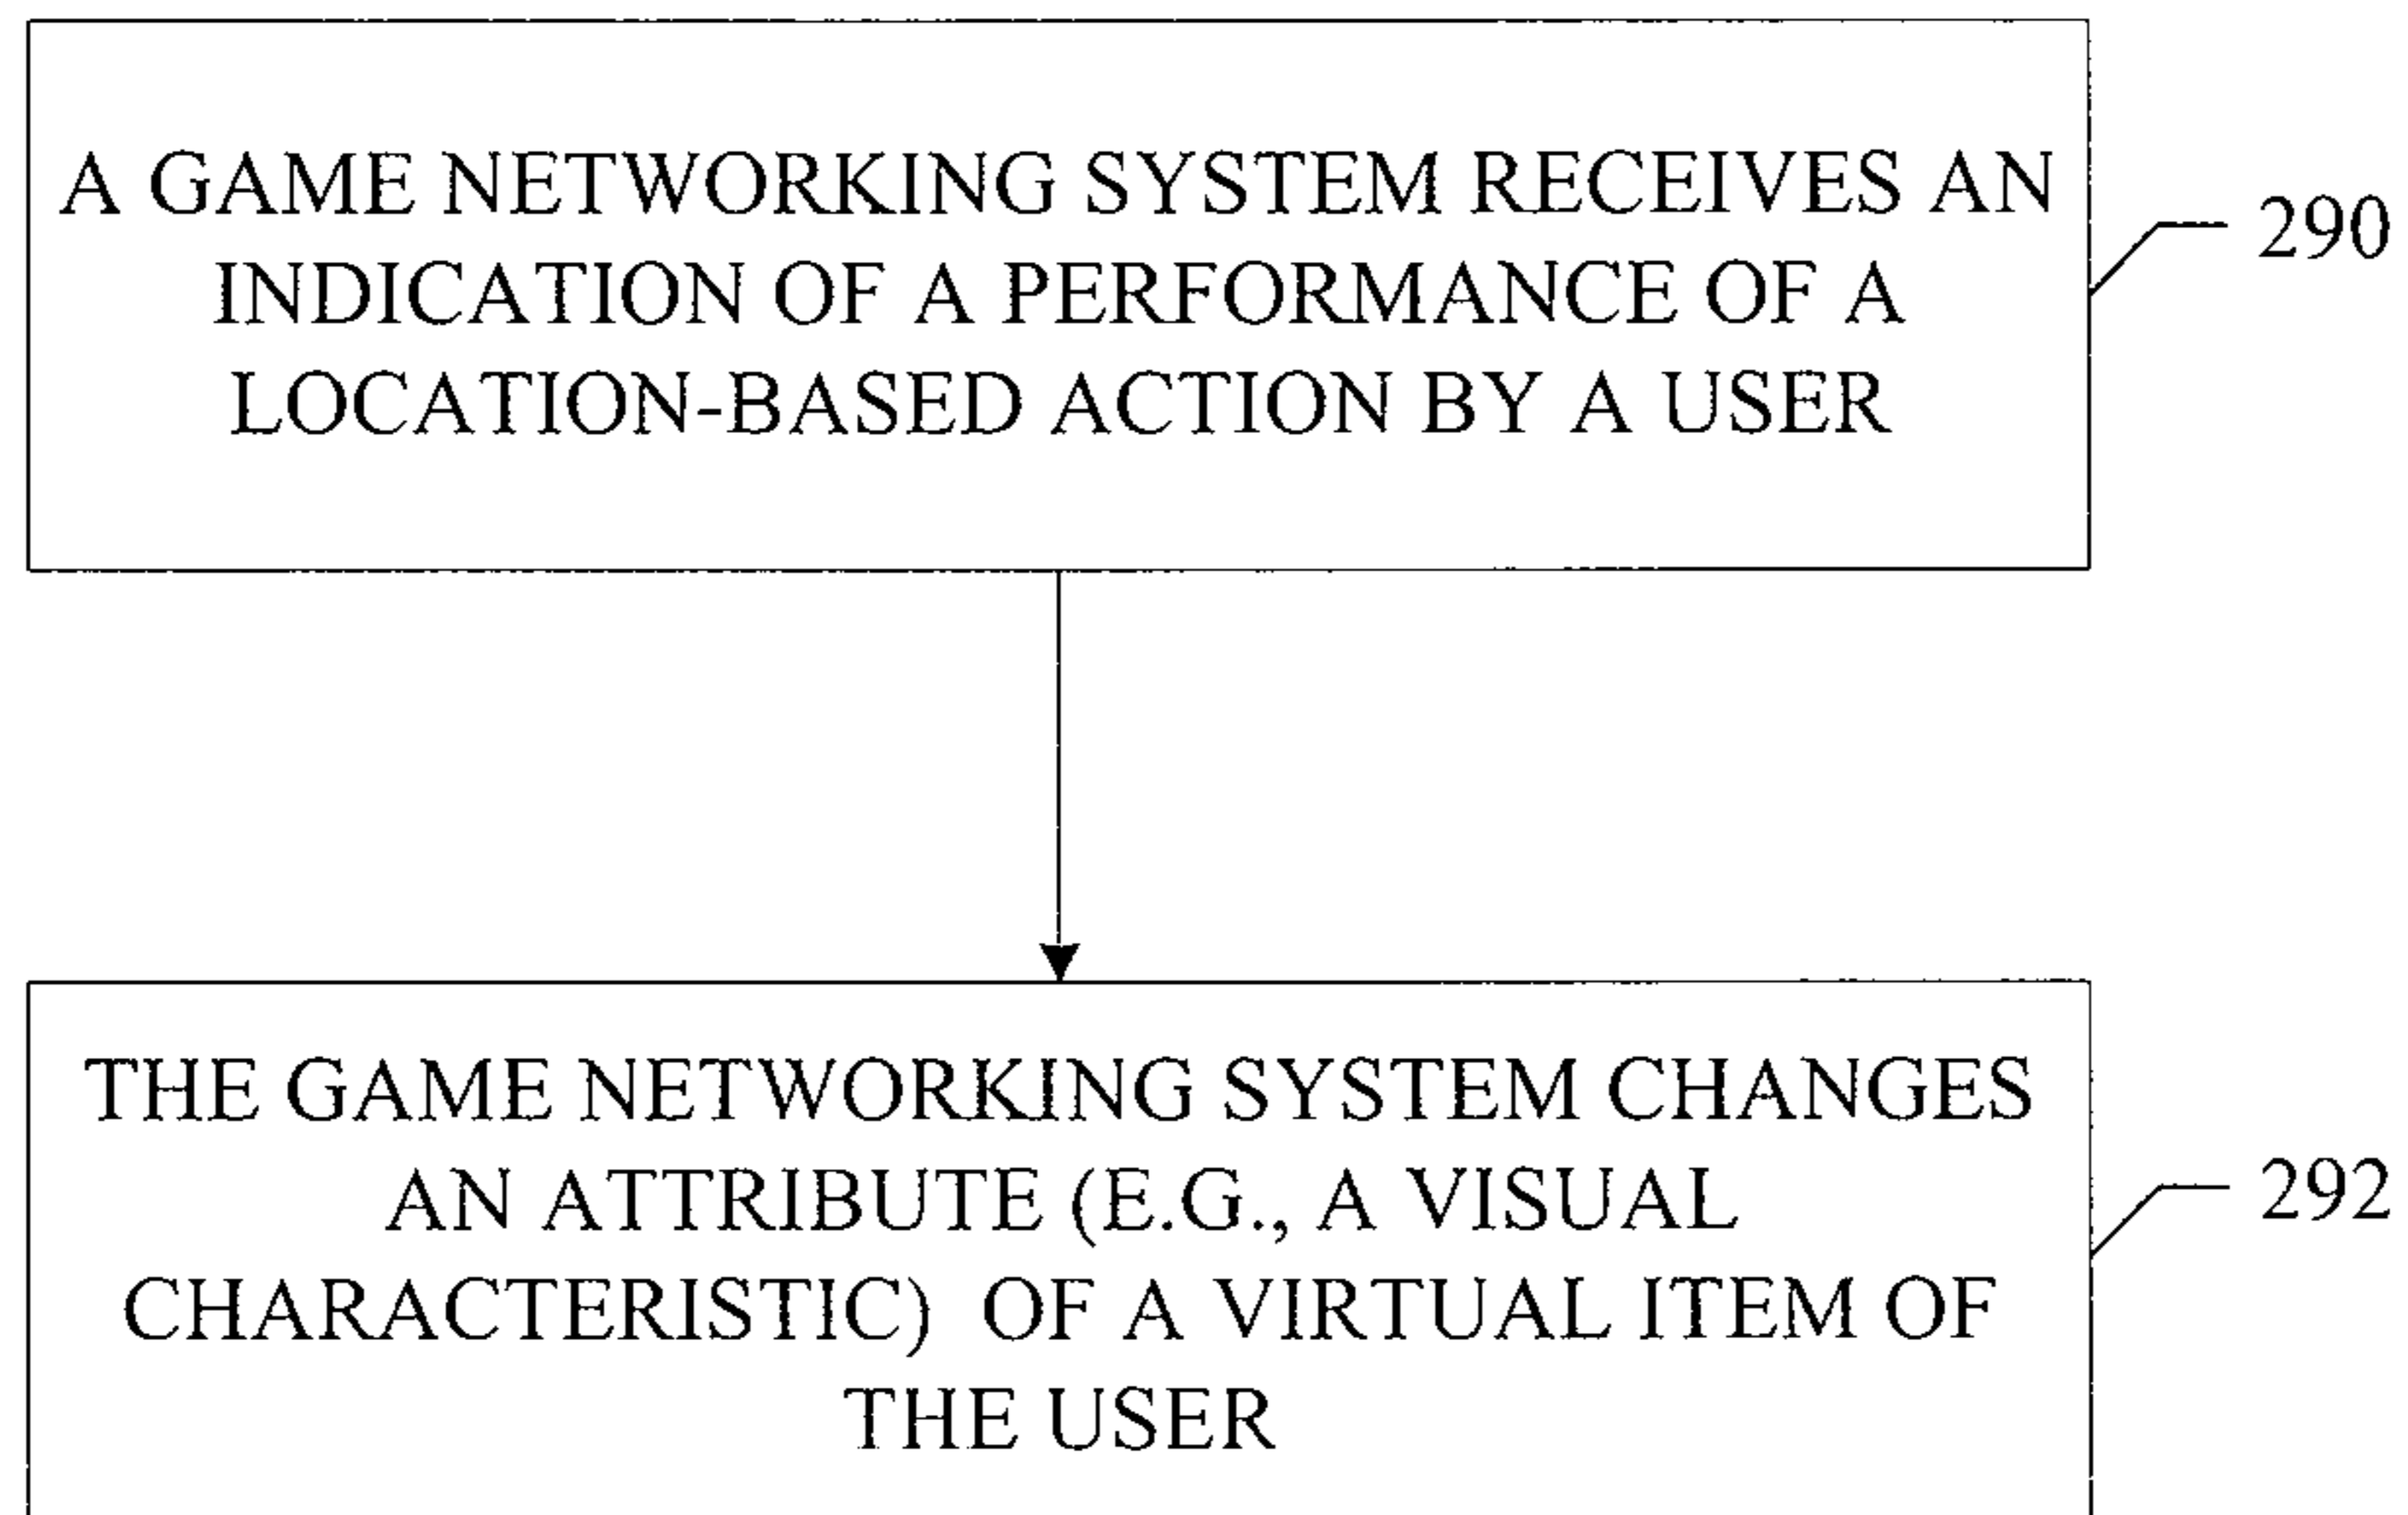 A GAME NETWORKING SYSTEM RECEIVES AN
INDICATION OF A PERFORMANCE OF A
LOCATION-BASED ACTION BY A USER
290
THE GAME NETWORKING SYSTEM CHANGES
AN ATTRIBUTE (E.G., A VISUAL
CHARACTERISTIC) OF A VIRTUAL ITEM OF
THE USER
292